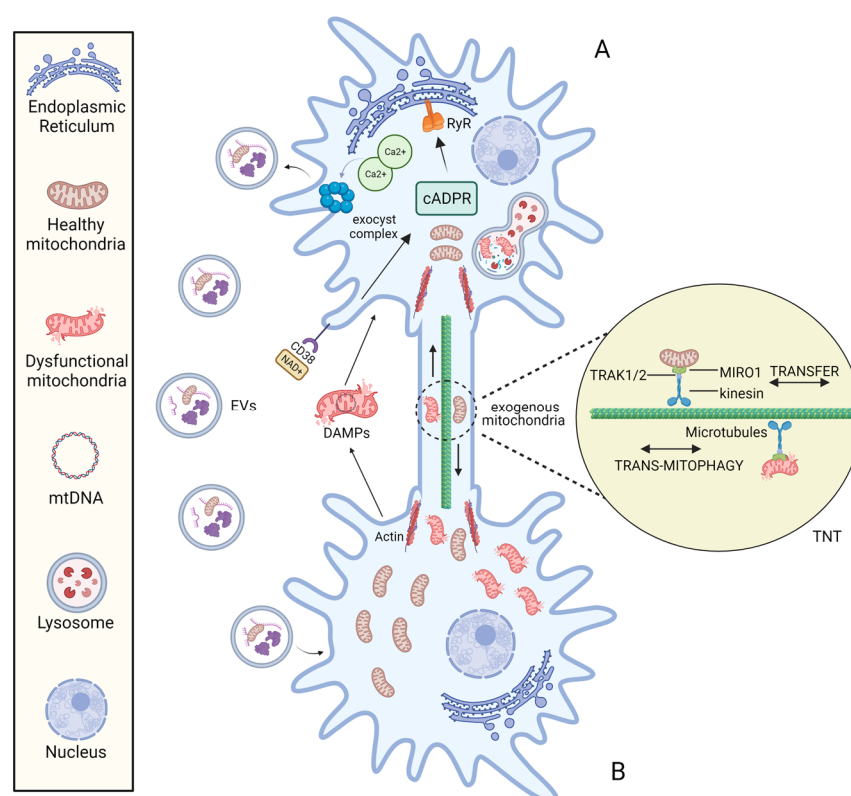 Endoplasmic
Reticulum
Healthy
mitochondria
Dysfunctional
mitochondria
mtDNA
Lysosome
Nucleus
A
RyR
Ca2+
Ca2+
cADPR
exocyst
complex
CD38
NAD+
EVs
DAMPs
exogenous
mitochondria
Actin
TRAK1/2
MIRO1
TRANSFER
kinesin
Microtubules
TRANS-MITOPHAGY
TNT
B